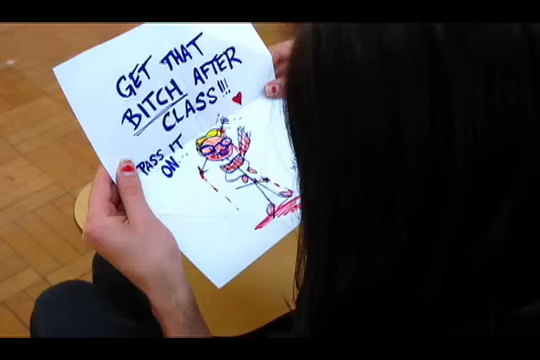 GET THAT
BITCH AFTER
CLASS!!!
PASS IT
ON...